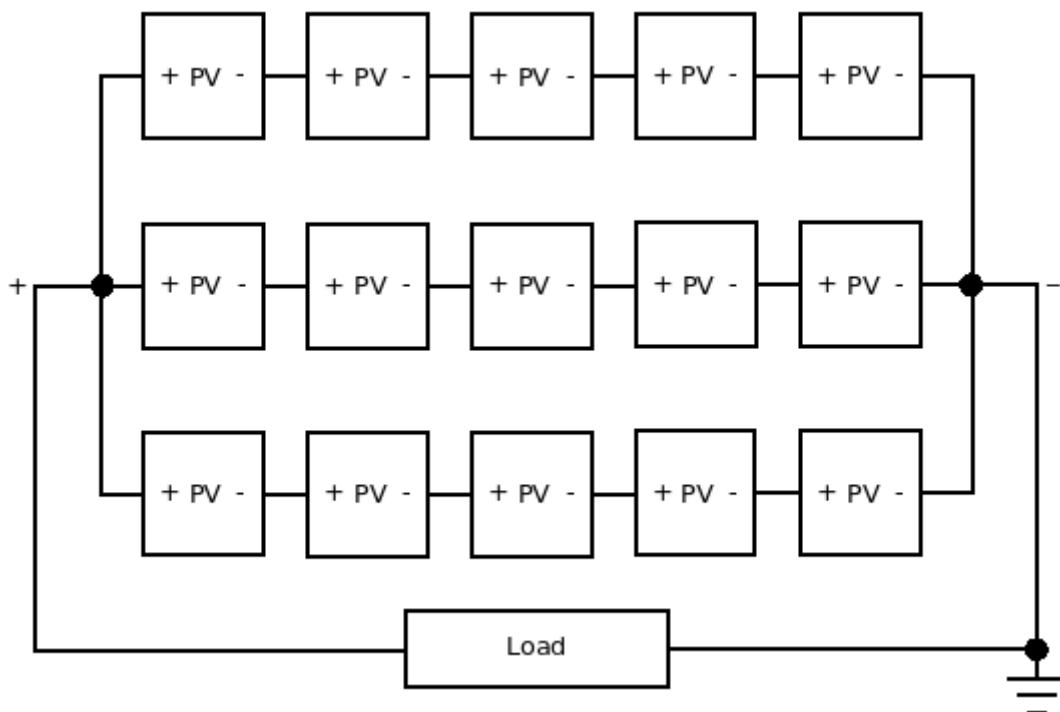 + PV - + PV - + PV - + PV - + PV -
+ + PV - + PV - + PV - + PV - + PV - –
+ PV - + PV - + PV - + PV - + PV -
Load